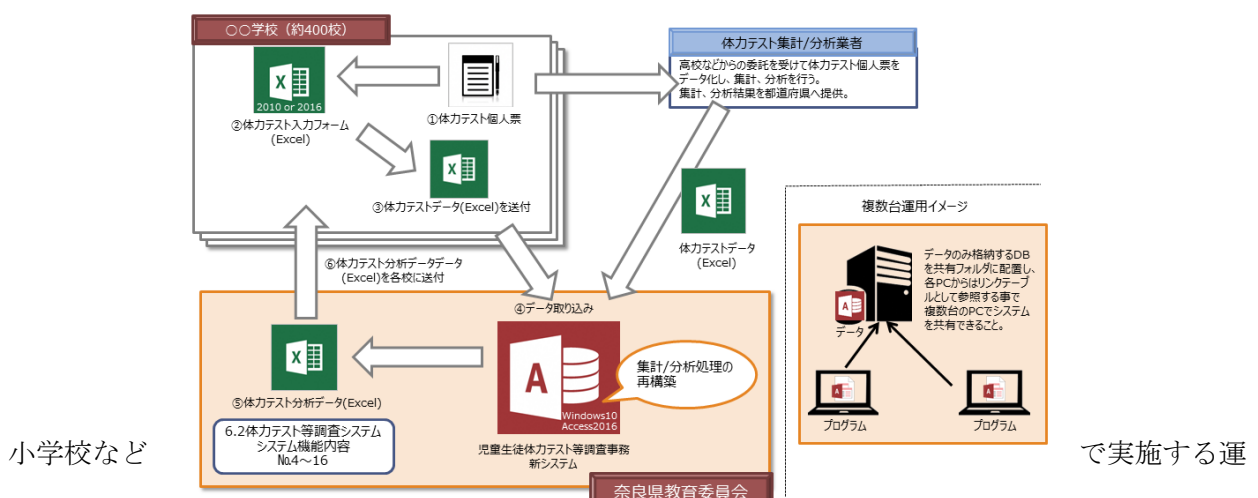 ○○学校（約400校）
2010 or 2016
②体力テスト入力フォーム
(Excel)
①体力テスト個人票
③体力テストデータ(Excel)を送付
体力テスト集計/分析業者
高校などからの委託を受けて体力テスト個人票を
データ化し、集計、分析を行う。
集計、分析結果を都道府県へ提供。
体力テストデータ
(Excel)
⑥体力テスト分析データデータ
(Excel)を各校に送付
④データ取り込み
A
Windows10
Access2016
集計/分析処理の
再構築
児童生徒体力テスト等調査事務
新システム
⑤体力テスト分析データ(Excel)
6.2体力テスト等調査システム
システム機能内容
№4～16
奈良県教育委員会
複数台運用イメージ
データのみ格納するDB
を共有フォルダに配置し、
各PCからはリンクテーブ
ルとして参照する事で
複数台のPCでシステム
を共有できること。
データ
プログラム
プログラム
小学校など
で実施する運